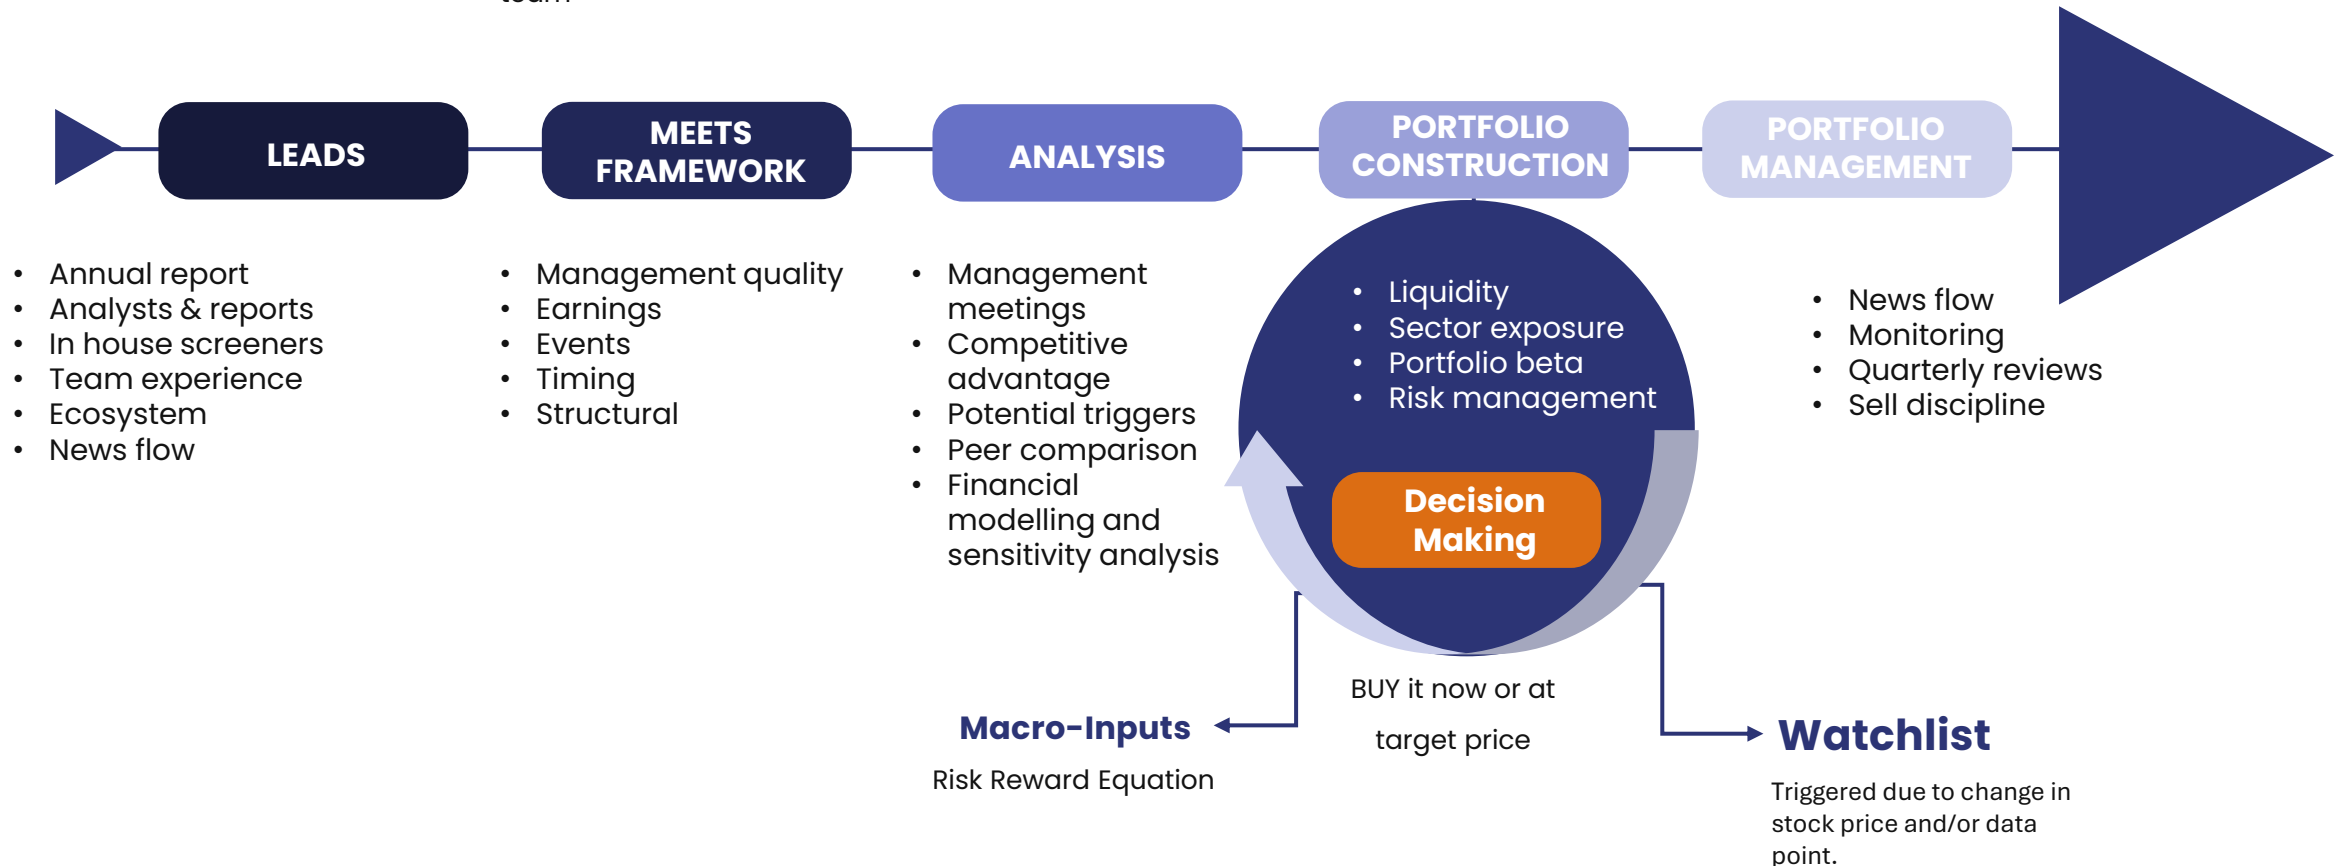 LEADS
MEETS
FRAMEWORK
ANALYSIS
PORTFOLIO
CONSTRUCTION
PORTFOLIO
MANAGEMENT
• Annual report
• Analysts & reports
• In house screeners
• Team experience
• Ecosystem
• News flow
• Management quality
• Earnings
• Events
• Timing
• Structural
• Management
meetings
• Competitive
advantage
• Potential triggers
• Peer comparison
• Financial
modelling and
sensitivity analysis
• Liquidity
• Sector exposure
• Portfolio beta
• Risk management
Decision
Making
• News flow
• Monitoring
• Quarterly reviews
• Sell discipline
Macro-Inputs
Risk Reward Equation
BUY it now or at
target price
Watchlist
Triggered due to change in
stock price and/or data
point.